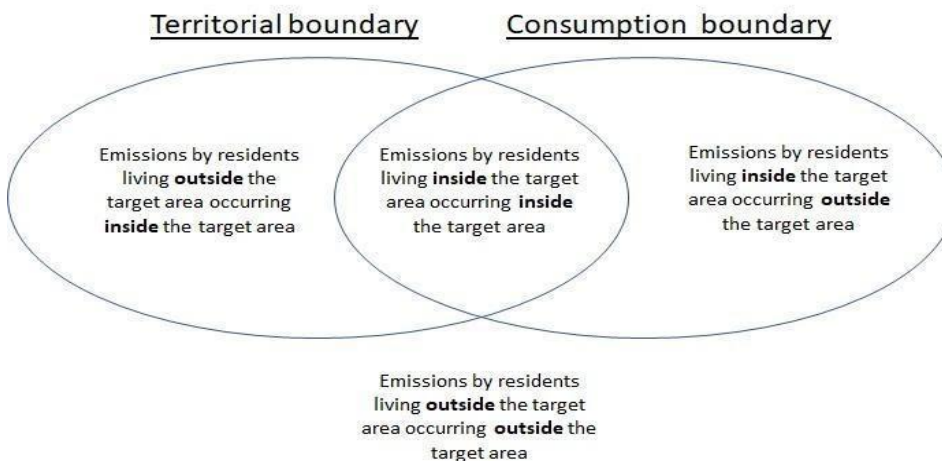 Territorial boundary
Consumption boundary
Emissions by residents
living outside the
target area occurring
inside the target area
Emissions by residents
living inside the target
area occurring inside
the target area
Emissions by residents
living inside the target
area occurring outside
the target area
Emissions by residents
living outside the target
area occurring outside the
target area